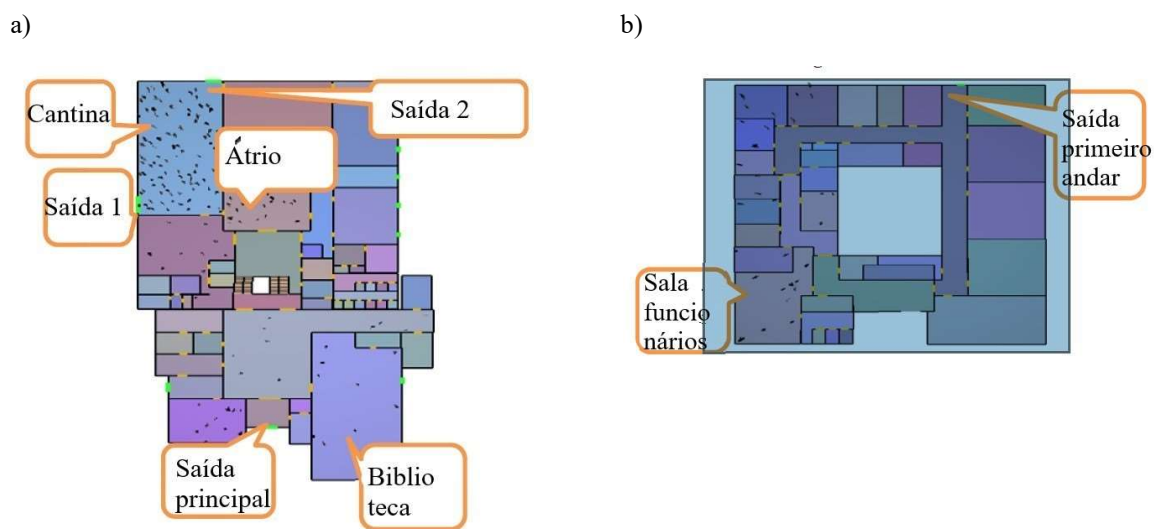 a)
b)
Cantina
Saída 2
Átrio
Saída 1
Saída
principal
Biblio
teca
Saída
primeiro
andar
Sala
funcio
nários